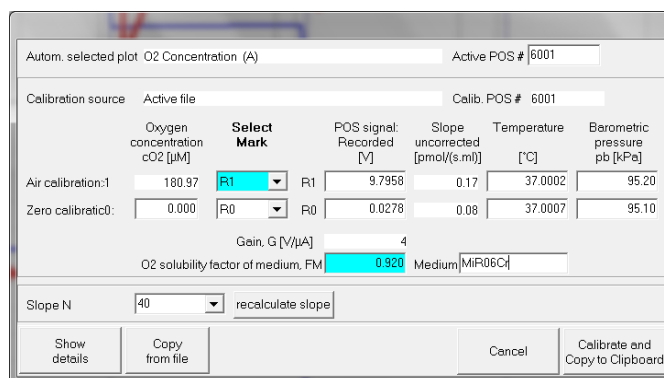 Autom. selected plot O2 Concentration (A) Active POS # 6001
Calibration source Active file Calib. POS # 6001
Oxygen concentration cO2 [µM] Select Mark POS signal: Recorded [V] Slope uncorrected [pmol/(s.ml)] Temperature [°C] Barometric pressure pb [kPa]
Air calibration:1 180.97 R1 R1 9.7958 0.17 37.0002 95.20
Zero calibratic0: 0.000 R0 R0 0.0278 0.08 37.0007 95.10
Gain, G [V/µA] 4
O2 solubility factor of medium, FM 0.920 Medium MiR06Cr
Slope N 40 recalculate slope
Show details Copy from file Cancel Calibrate and Copy to Clipboard